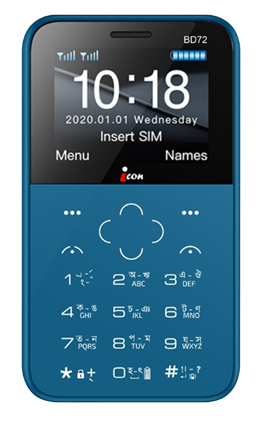 BD72
10:18
2020.01.01 Wednesday
Insert SIM
Menu Names
icon
1
2 অ-ঋ ABC
3 এ-ঔ DEF
4 ক-ঙ GHI
5 চ-ঞ JKL
6 ট-ণ MNO
7 ত-ন PQRS
8 প-ম TUV
9 য-স WXYZ
* +
0
# !!-?